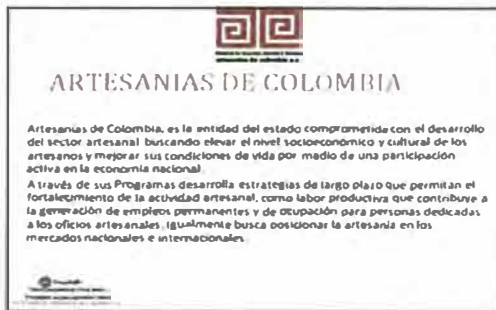 artesanías de colombia s.a.
ARTESANIAS DE COLOMBIA
Artesanías de Colombia, es la entidad del estado comprometida con el desarrollo
del sector artesanal buscando elevar el nivel socioeconómico y cultural de los
artesanos y mejorar sus condiciones de vida por medio de una participación
activa en la economía nacional.
A través de sus Programas desarrolla estrategias de largo plazo que permitan el
fortalecimiento de la actividad artesanal, como labor productiva que contribuye a
la generación de empleos permanentes y de ocupación para personas dedicadas
a los oficios artesanales. Igualmente busca posicionar la artesanía en los
mercados nacionales e internacionales.